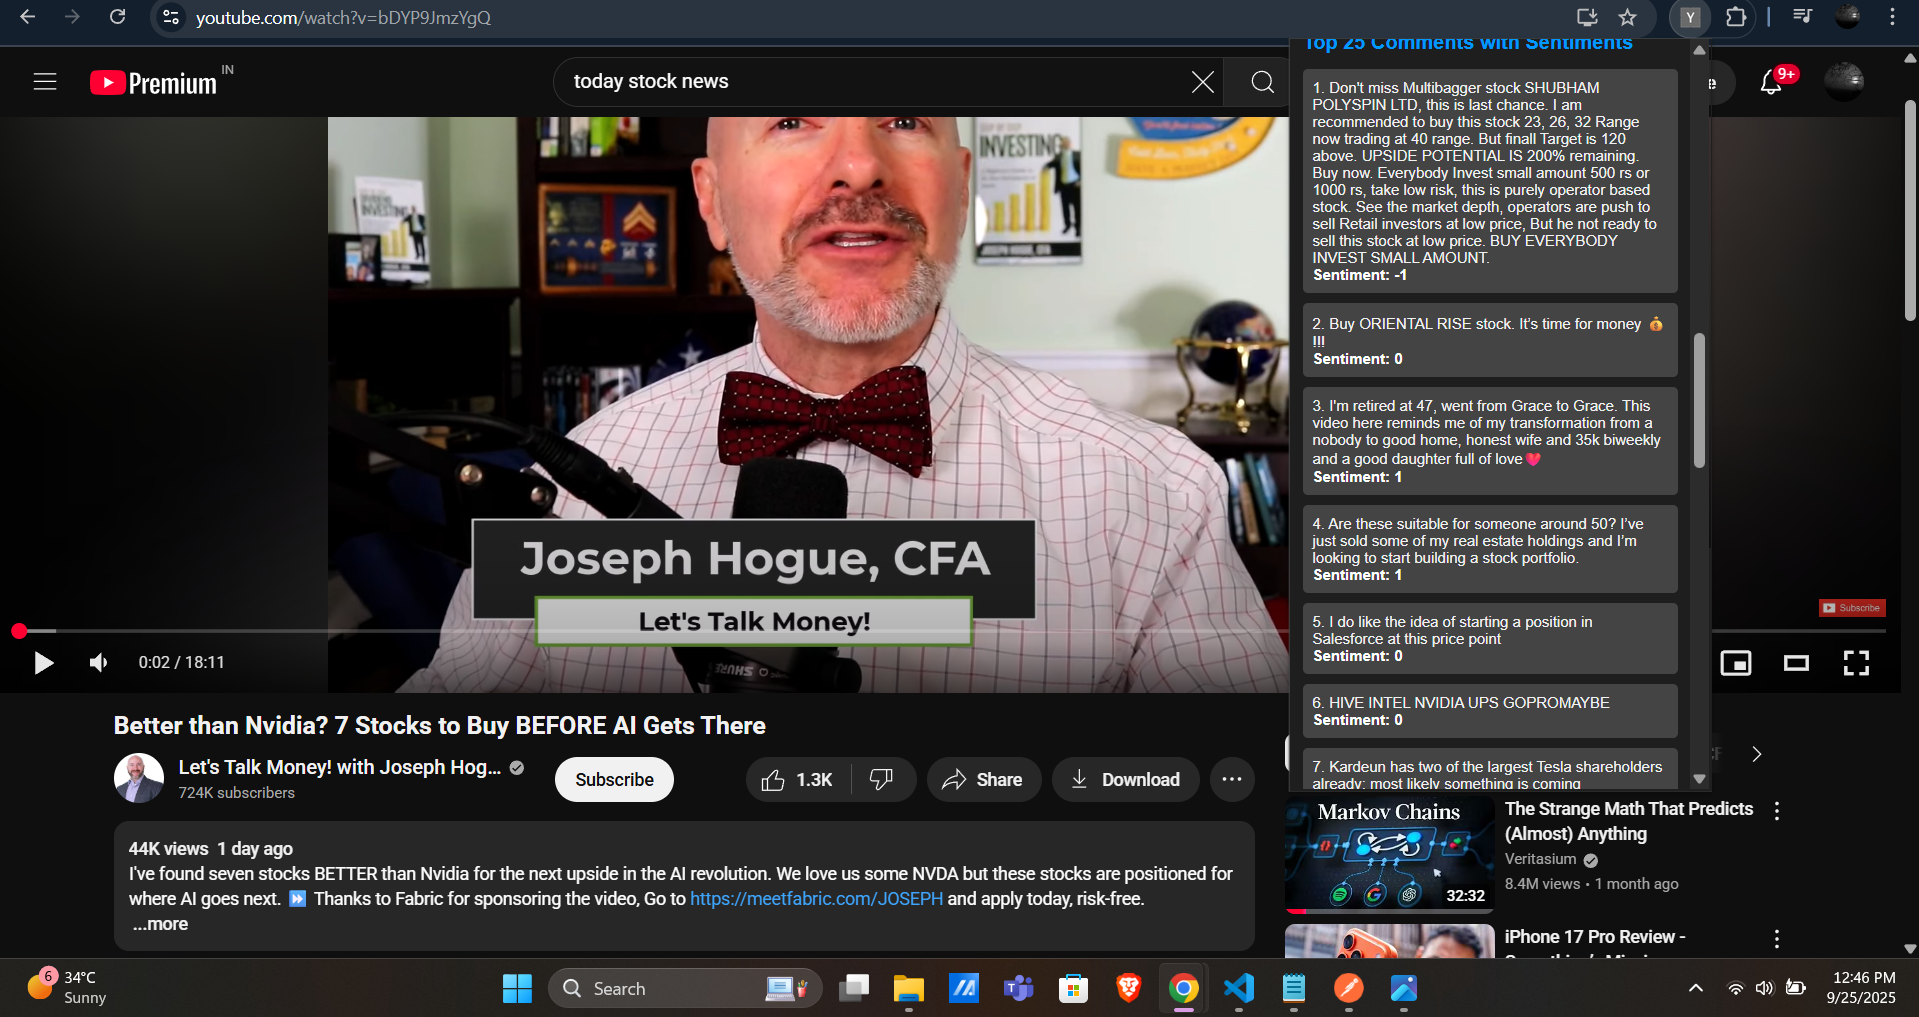 youtube.com/watch?v=bDYP9JmzYgQ
Y
Premium
IN
today stock news
9+
Top 25 Comments with Sentiments
1. Don't miss Multibagger stock SHUBHAM
POLYSPIN LTD, this is last chance. I am
recommended to buy this stock 23, 26, 32 Range
now trading at 40 range. But finall Target is 120
above. UPSIDE POTENTIAL IS 200% remaining.
Buy now. Everybody Invest small amount 500 rs or
1000 rs, take low risk, this is purely operator based
stock. See the market depth, operators are push to
sell Retail investors at low price, But he not ready to
sell this stock at low price. BUY EVERYBODY
INVEST SMALL AMOUNT.
Sentiment: -1
2. Buy ORIENTAL RISE stock. It's time for money 💰
!!!
Sentiment: 0
3. I'm retired at 47, went from Grace to Grace. This
video here reminds me of my transformation from a
nobody to good home, honest wife and 35k biweekly
and a good daughter full of love💗
Sentiment: 1
4. Are these suitable for someone around 50? I've
just sold some of my real estate holdings and I'm
looking to start building a stock portfolio.
Sentiment: 1
5. I do like the idea of starting a position in
Salesforce at this price point
Sentiment: 0
6. HIVE INTEL NVIDIA UPS GOPROMAYBE
Sentiment: 0
7. Kardeun has two of the largest Tesla shareholders
already; most likely something is coming
INVESTING
INVESTING
Joseph Hogue, CFA
Let's Talk Money!
SHURE
Subscribe
0:02 / 18:11
Better than Nvidia? 7 Stocks to Buy BEFORE AI Gets There
Let's Talk Money! with Joseph Hog...
724K subscribers
Subscribe
1.3K
Share
Download
44K views 1 day ago
I've found seven stocks BETTER than Nvidia for the next upside in the AI revolution. We love us some NVDA but these stocks are positioned for
where AI goes next. ⏩ Thanks to Fabric for sponsoring the video, Go to https://meetfabric.com/JOSEPH and apply today, risk-free.
...more
Markov Chains
32:32
The Strange Math That Predicts
(Almost) Anything
Veritasium
8.4M views • 1 month ago
iPhone 17 Pro Review -
6
34°C
Sunny
Search
12:46 PM
9/25/2025